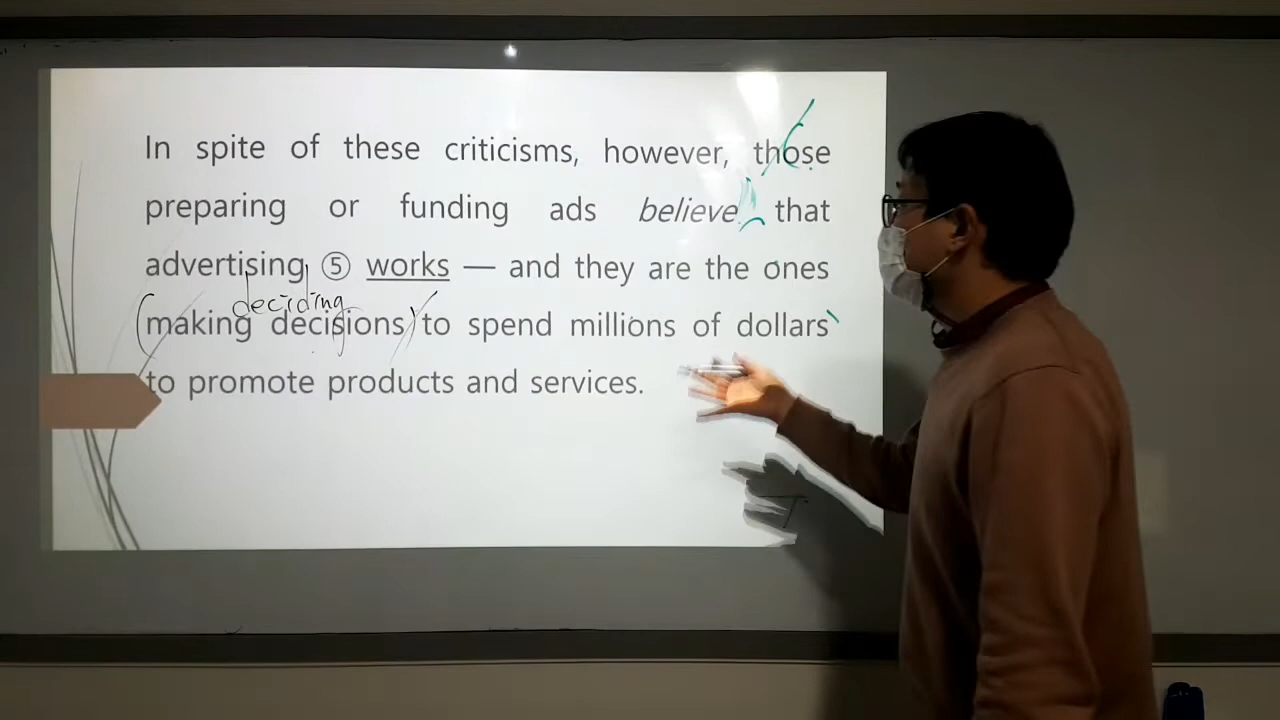 In spite of these criticisms, however, those
preparing or funding ads believe that
advertising ⑤ works — and they are the ones
deciding
(making decisions) to spend millions of dollars
to promote products and services.